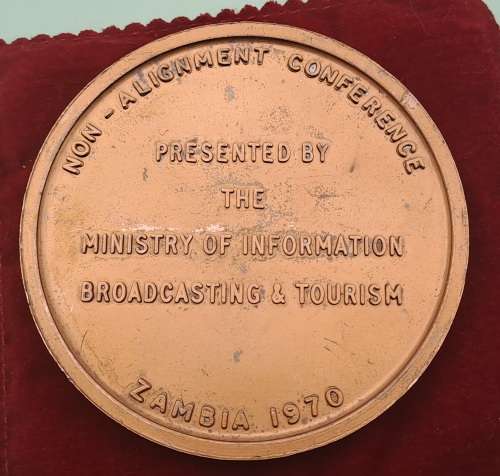 NON - ALIGNMENT CONFERENCE
PRESENTED BY
THE
MINISTRY OF INFORMATION
BROADCASTING & TOURISM
ZAMBIA 1970